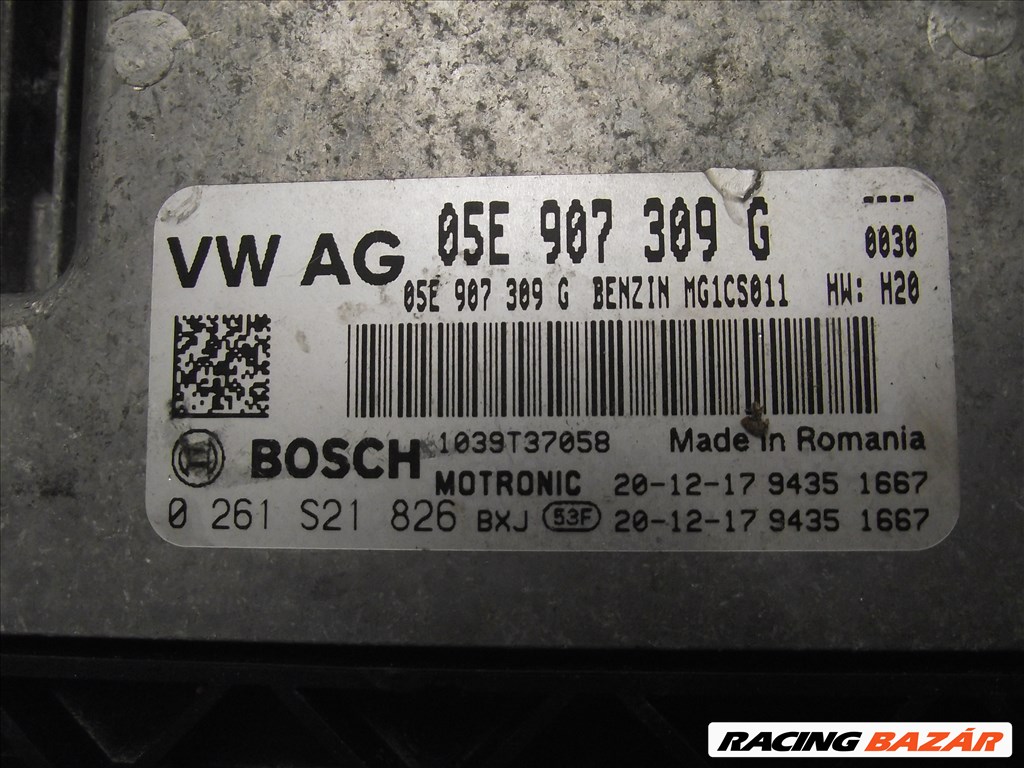 VW AG 05E 907 309 G ----
0030
05E 907 309 G BENZIN MG1CS011 HW: H20
BOSCH 1039T37058 Made in Romania
MOTRONIC 20-12-17 9435 1667
0 261 S21 826 BXJ 53F 20-12-17 9435 1667
RACING BAZÁR